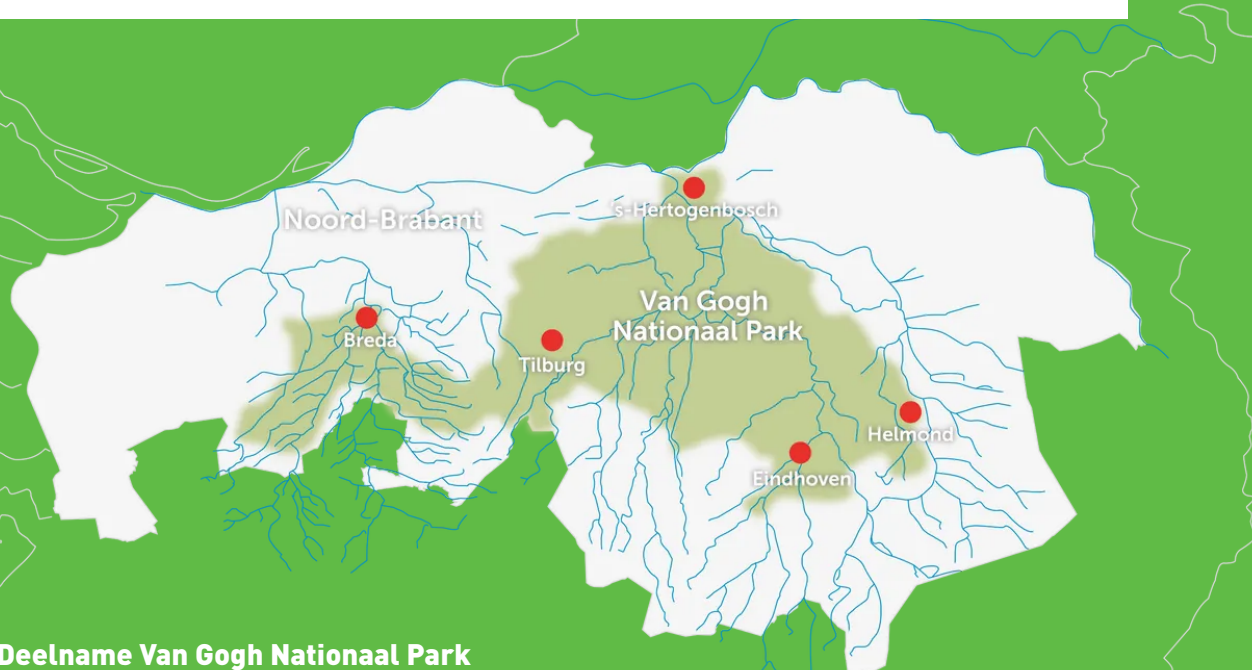 Noord-Brabant
's-Hertogenbosch
Van Gogh
Nationaal Park
Breda
Tilburg
Helmond
Eindhoven
Deelname Van Gogh Nationaal Park